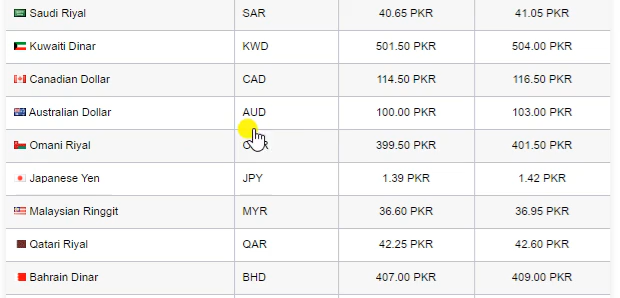 Saudi Riyal SAR 40.65 PKR 41.05 PKR
Kuwaiti Dinar KWD 501.50 PKR 504.00 PKR
Canadian Dollar CAD 114.50 PKR 116.50 PKR
Australian Dollar AUD 100.00 PKR 103.00 PKR
Omani Riyal 399.50 PKR 401.50 PKR
Japanese Yen JPY 1.39 PKR 1.42 PKR
Malaysian Ringgit MYR 36.60 PKR 36.95 PKR
Qatari Riyal QAR 42.25 PKR 42.60 PKR
Bahrain Dinar BHD 407.00 PKR 409.00 PKR